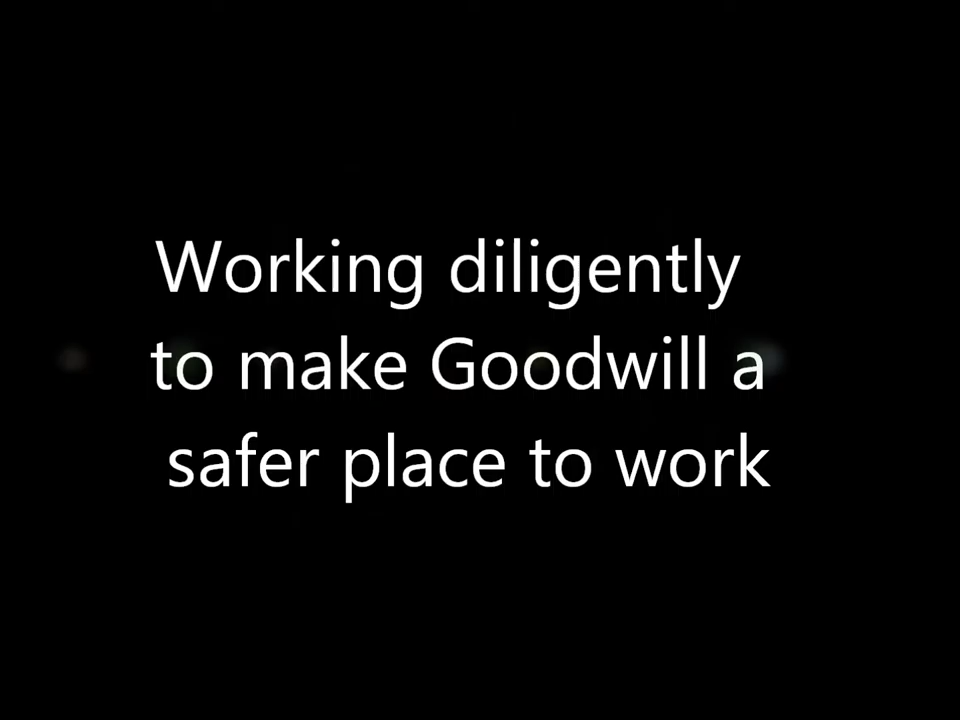 Working diligently
to make Goodwill a
safer place to work